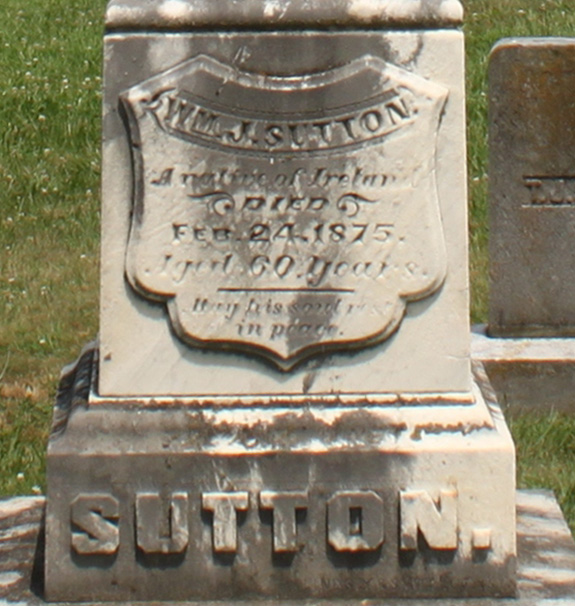 WM. J. SUTTON.
A native of Ireland
DIED
FEB. 24. 1875.
Aged 60 Years.
May his soul rest
in peace.
SUTTON.